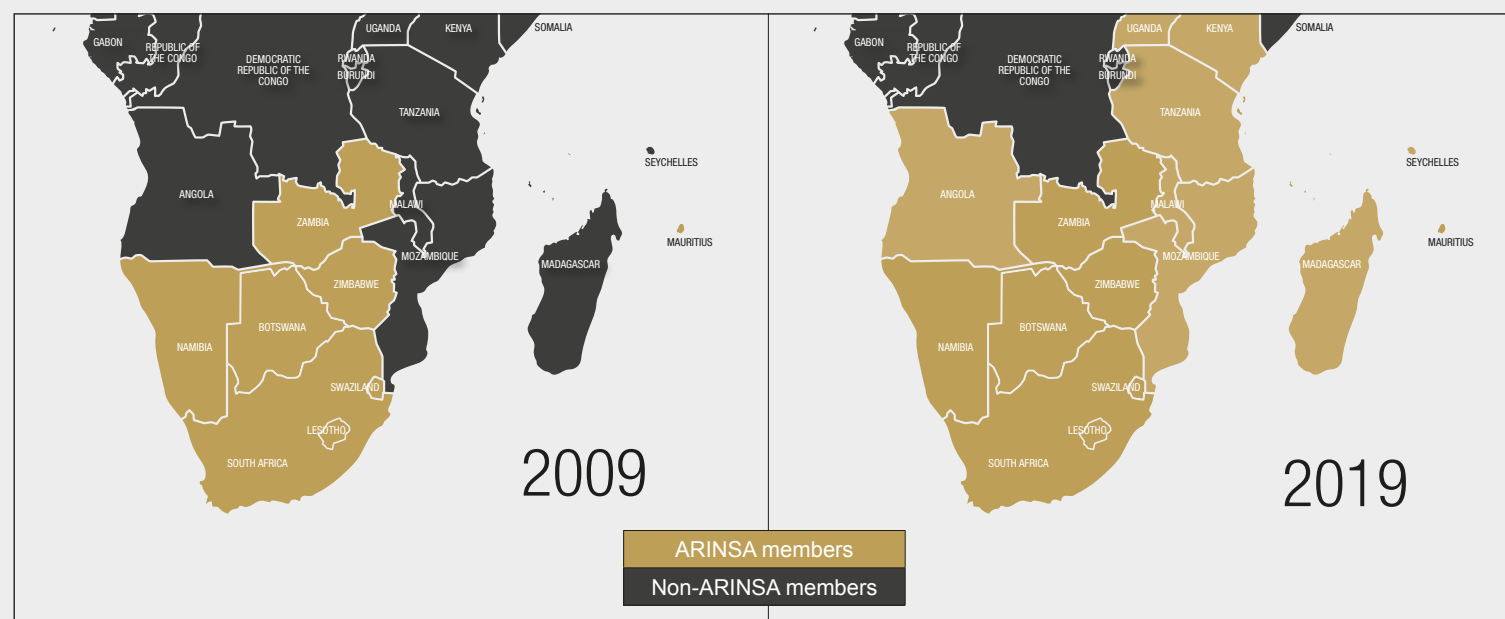 UGANDA
KENYA
SOMALIA
GABON
REPUBLIC OF
THE CONGO
DEMOCRATIC
REPUBLIC OF THE
CONGO
RWANDA
BURUNDI
TANZANIA
SEYCHELLES
ANGOLA
MALAWI
ZAMBIA
MAURITIUS
MOZAMBIQUE
MADAGASCAR
ZIMBABWE
BOTSWANA
NAMIBIA
SWAZILAND
LESOTHO
SOUTH AFRICA
2009
UGANDA
KENYA
SOMALIA
GABON
REPUBLIC OF
THE CONGO
DEMOCRATIC
REPUBLIC OF THE
CONGO
RWANDA
BURUNDI
TANZANIA
SEYCHELLES
ANGOLA
MALAWI
ZAMBIA
MAURITIUS
MOZAMBIQUE
MADAGASCAR
ZIMBABWE
BOTSWANA
NAMIBIA
SWAZILAND
LESOTHO
SOUTH AFRICA
2019
ARINSA members
Non-ARINSA members